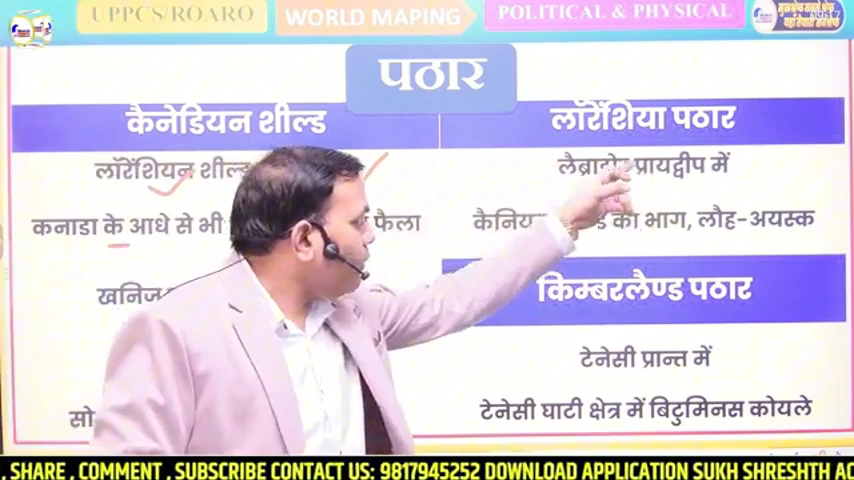 UPPCS/ROARO
WORLD MAPING
POLITICAL & PHYSICAL
पठार
कैनेडियन शील्ड
लॉरेंशिया पठार
लॉरेंशियन शील्ड
लैब्राडोर प्रायद्वीप में
कनाडा के आधे से भी फैला
का भाग, लौह-अयस्क
खनिज
किम्बरलैण्ड पठार
टेनेसी प्रान्त में
सो
टेनेसी घाटी क्षेत्र में बिटुमिनस कोयले
, SHARE , COMMENT , SUBSCRIBE CONTACT US: 9817945252 DOWNLOAD APPLICATION SUKH SHRESHTH AC